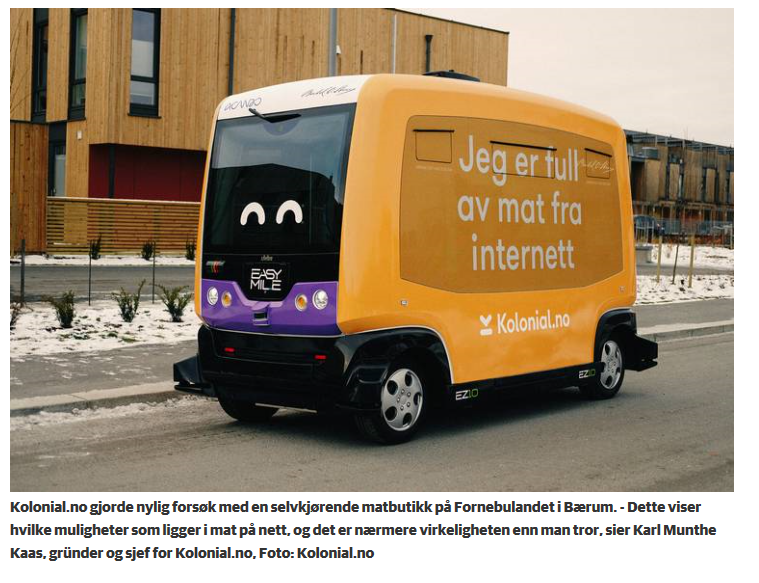 Jeg er full
av mat fra
internett
EASY
MILE
Kolonial.no
EZ10
EZ10
Kolonial.no gjorde nylig forsøk med en selvkjørende matbutikk på Fornebulandet i Bærum. - Dette viser
hvilke muligheter som ligger i mat på nett, og det er nærmere virkeligheten enn man tror, sier Karl Munthe
Kaas, gründer og sjef for Kolonial.no, Foto: Kolonial.no